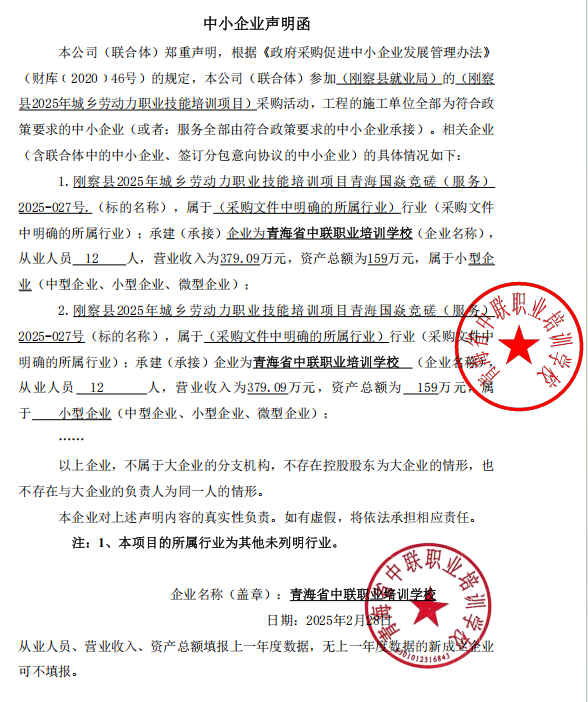 中小企业声明函
本公司（联合体）郑重声明，根据《政府采购促进中小企业发展管理办法》
（财库﹝2020﹞46号）的规定，本公司（联合体）参加（刚察县就业局）的（刚察
县2025年城乡劳动力职业技能培训项目）采购活动，工程的施工单位全部为符合政
策要求的中小企业（或者：服务全部由符合政策要求的中小企业承接）。相关企业
（含联合体中的中小企业、签订分包意向协议的中小企业）的具体情况如下：
1. 刚察县2025年城乡劳动力职业技能培训项目青海国焱竞磋（服务）
2025-027号.（标的名称），属于（采购文件中明确的所属行业）行业（采购文件
中明确的所属行业）；承建（承接）企业为青海省中联职业培训学校（企业名称），
从业人员 12 人，营业收入为379.09万元，资产总额为159万元，属于小型企
业（中型企业、小型企业、微型企业）；
2. 刚察县2025年城乡劳动力职业技能培训项目青海国焱竞磋（服务）
2025-027号（标的名称），属于（采购文件中明确的所属行业）行业（采购文件中
明确的所属行业）；承建（承接）企业为青海省中联职业培训学校 （企业名称），
从业人员 12 人，营业收入为379.09万元，资产总额为 159万元，属
于 小型企业（中型企业、小型企业、微型企业）；
……
以上企业，不属于大企业的分支机构，不存在控股股东为大企业的情形，也
不存在与大企业的负责人为同一人的情形。
本企业对上述声明内容的真实性负责。如有虚假，将依法承担相应责任。
注：1、本项目的所属行业为其他未列明行业。
企业名称（盖章）：青海省中联职业培训学校
日期：2025年2月28日
从业人员、营业收入、资产总额填报上一年度数据，无上一年度数据的新成立企业
可不填报。
青海省中联职业培训学校
青海省中联职业培训学校
6301012516843